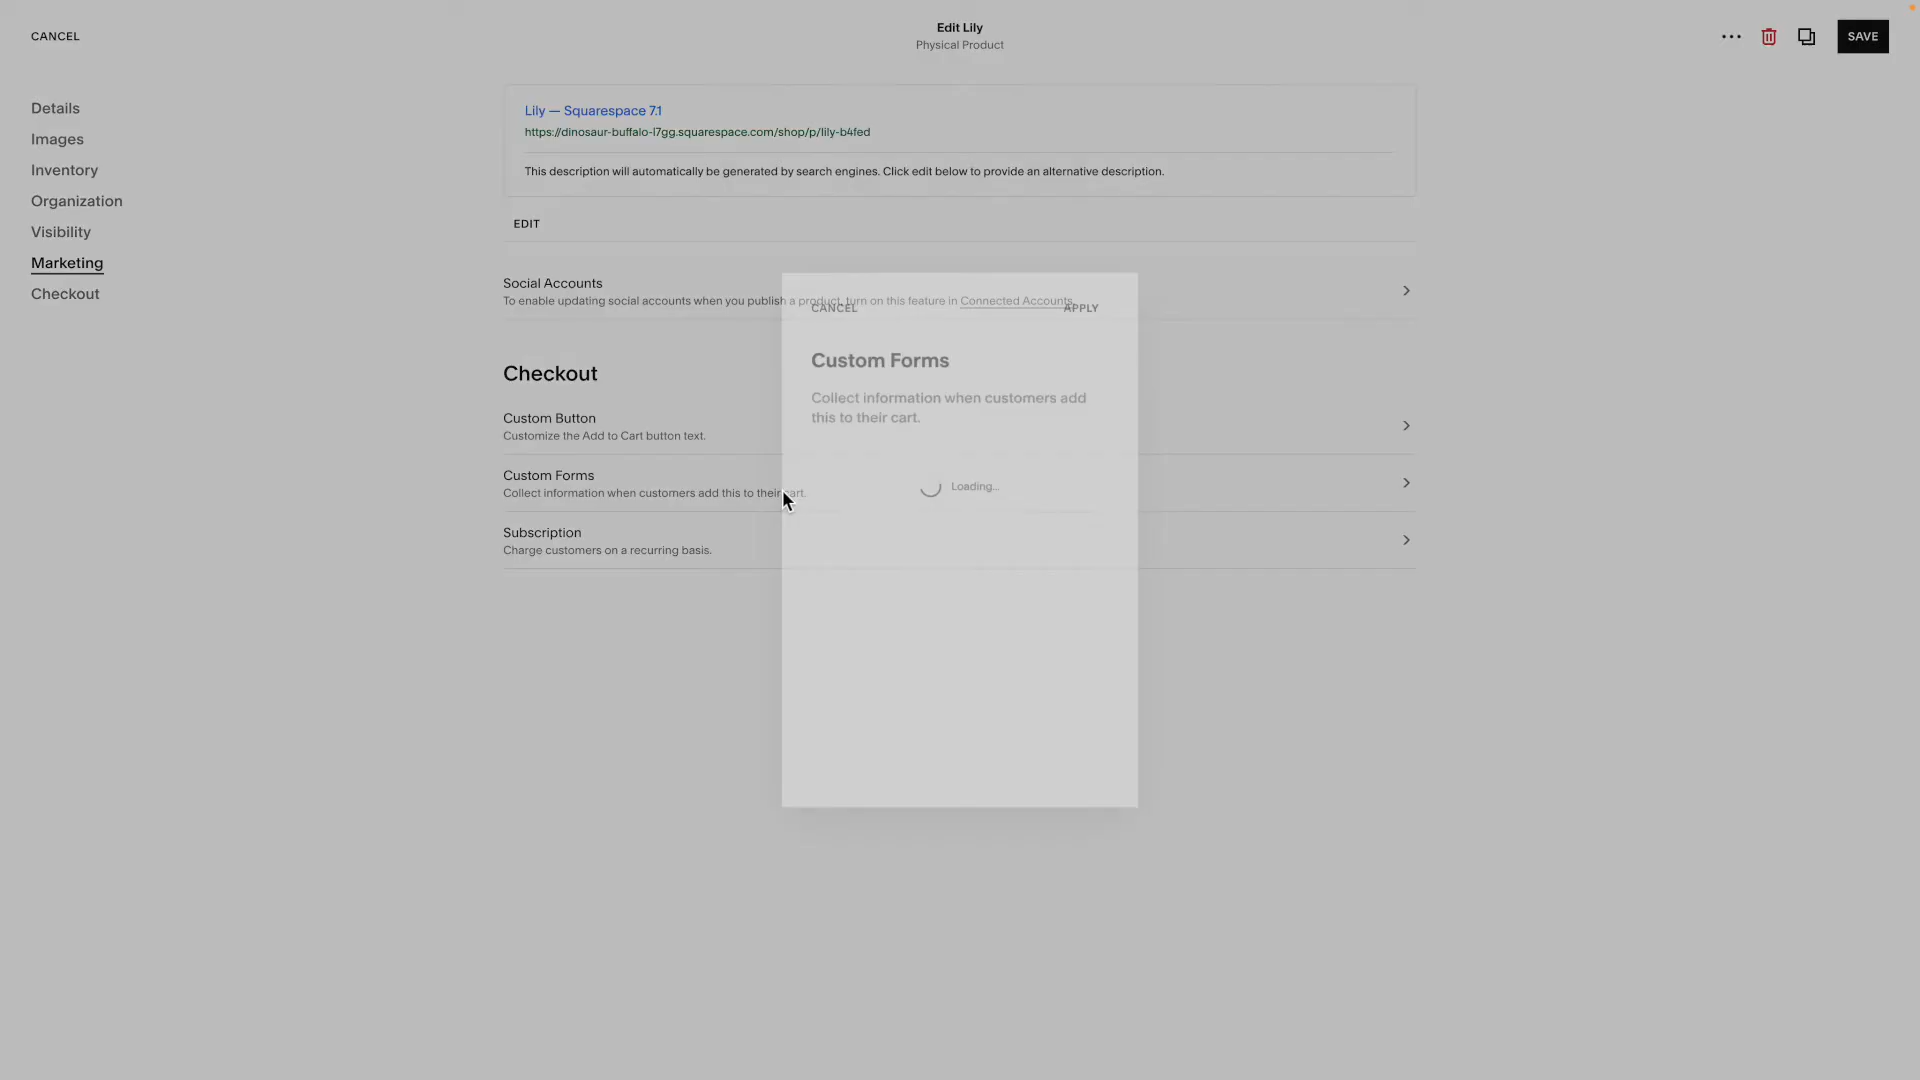 CANCEL
Edit Lily
Physical Product
SAVE
Details
Images
Inventory
Organization
Visibility
Marketing
Checkout
Lily — Squarespace 7.1
https://dinosaur-buffalo-l7gg.squarespace.com/shop/p/lily-b4fed
This description will automatically be generated by search engines. Click edit below to provide an alternative description.
EDIT
Social Accounts
To enable updating social accounts when you publish a product, turn on this feature in Connected Accounts.
Checkout
Custom Button
Customize the Add to Cart button text.
Custom Forms
Collect information when customers add this to their cart.
Subscription
Charge customers on a recurring basis.
CANCEL
APPLY
Custom Forms
Collect information when customers add
this to their cart.
Loading...